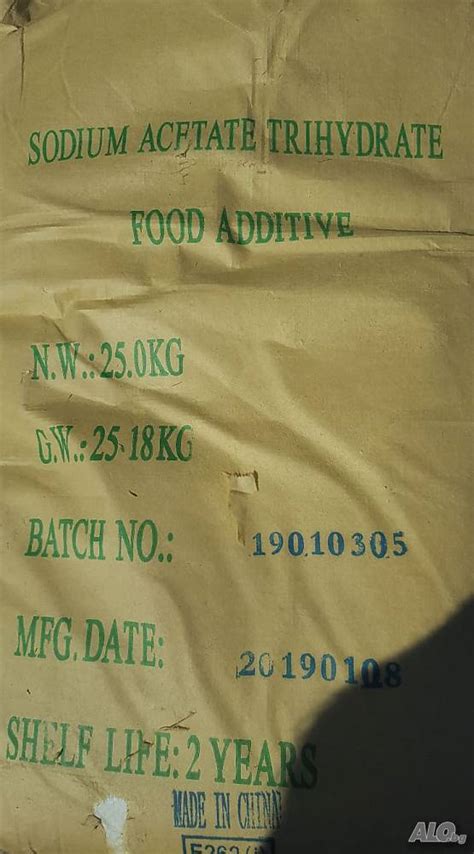 SODIUM ACETATE TRIHYDRATE
FOOD ADDITIVE
N.W.:25.0KG
G.W.:25.18KG
BATCH NO.: 19010305
MFG. DATE: 20190108
SHELF LIFE: 2 YEARS
MADE IN CHINA
ALO.bg